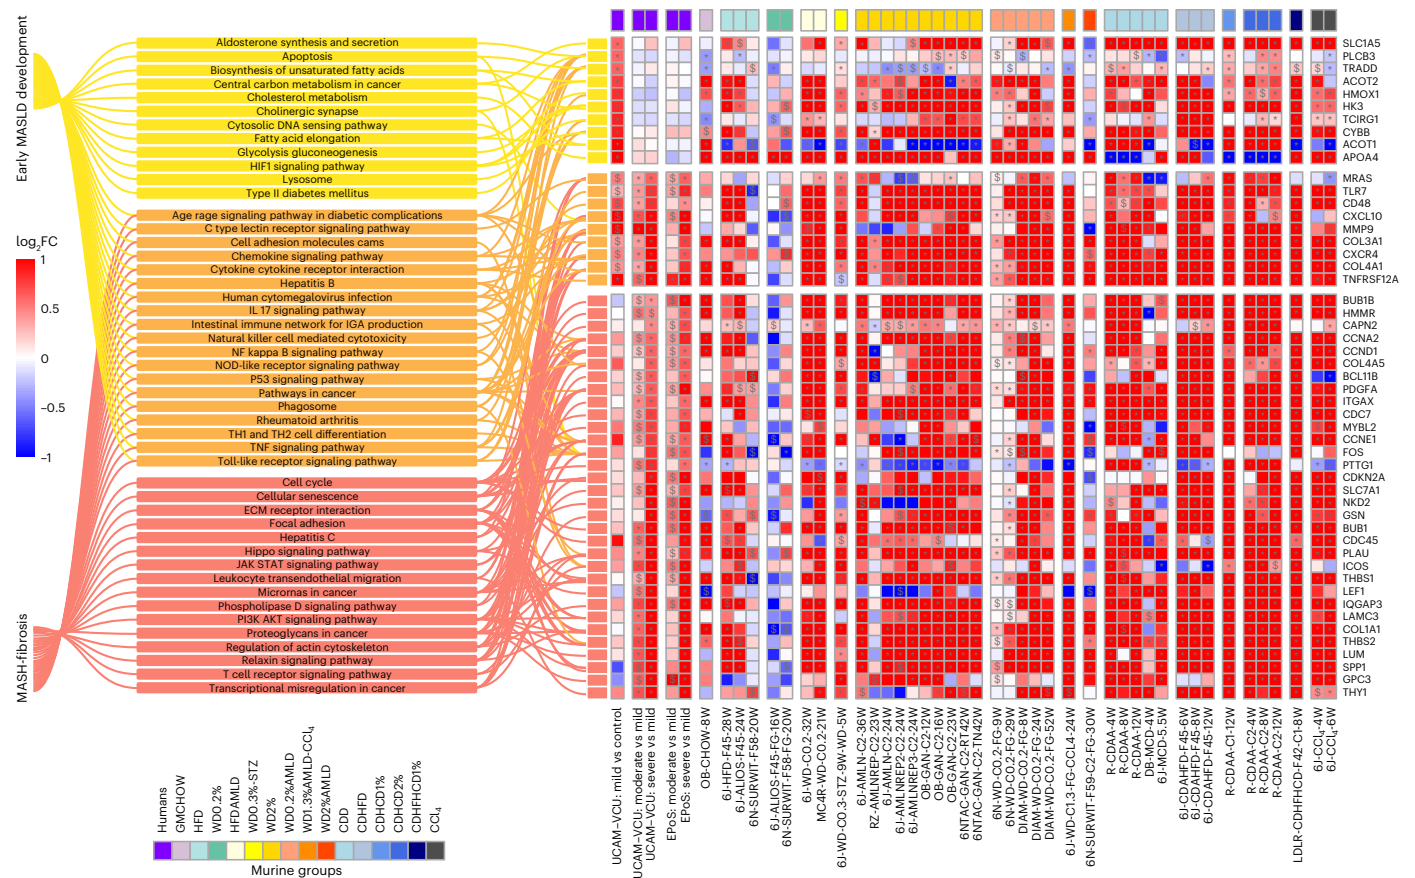 Early MASLD development
MASH-fibrosis
Aldosterone synthesis and secretion
Apoptosis
Biosynthesis of unsaturated fatty acids
Central carbon metabolism in cancer
Cholesterol metabolism
Cholinergic synapse
Cytosolic DNA sensing pathway
Fatty acid elongation
Glycolysis gluconeogenesis
HIF1 signaling pathway
Lysosome
Type II diabetes mellitus
Age rage signaling pathway in diabetic complications
C type lectin receptor signaling pathway
Cell adhesion molecules cams
Chemokine signaling pathway
Cytokine cytokine receptor interaction
Hepatitis B
Human cytomegalovirus infection
IL 17 signaling pathway
Intestinal immune network for IGA production
Natural killer cell mediated cytotoxicity
NF kappa B signaling pathway
NOD-like receptor signaling pathway
P53 signaling pathway
Pathways in cancer
Phagosome
Rheumatoid arthritis
TH1 and TH2 cell differentiation
TNF signaling pathway
Toll-like receptor signaling pathway
Cell cycle
Cellular senescence
ECM receptor interaction
Focal adhesion
Hepatitis C
Hippo signaling pathway
JAK STAT signaling pathway
Leukocyte transendothelial migration
Micrornas in cancer
Phospholipase D signaling pathway
PI3K AKT signaling pathway
Proteoglycans in cancer
Regulation of actin cytoskeleton
Relaxin signaling pathway
T cell receptor signaling pathway
Transcriptional misregulation in cancer
log2FC
1
0.5
0
−0.5
−1
SLC1A5
PLCB3
TRADD
ACOT2
HMOX1
HK3
TCIRG1
CYBB
ACOT1
APOA4
MRAS
TLR7
CD48
CXCL10
MMP9
COL3A1
CXCR4
COL4A1
TNFRSF12A
BUB1B
HMMR
CAPN2
CCNA2
CCND1
COL4A5
BCL11B
PDGFA
ITGAX
CDC7
MYBL2
CCNE1
FOS
PTTG1
CDKN2A
SLC7A1
NKD2
GSN
BUB1
CDC45
PLAU
ICOS
THBS1
LEF1
IQGAP3
LAMC3
COL1A1
THBS2
LUM
SPP1
GPC3
THY1
UCAM−VCU: mild vs control
UCAM−VCU: moderate vs mild
UCAM−VCU: severe vs mild
EPoS: moderate vs mild
EPoS: severe vs mild
OB-CHOW-8W
6J-HFD-F45-28W
6J-ALIOS-F45-24W
6N-SURWIT-F58-20W
6J-ALIOS-F45-FG-16W
6N-SURWIT-F58-FG-20W
6J-WD-C0.2-32W
MC4R-WD-C0.2-21W
6J-WD-C0.3-STZ-9W-WD-5W
6J-AMLN-C2-36W
RZ-AMLNREP-C2-23W
6J-AMLN-C2-24W
6J-AMLNREP2-C2-24W
6J-AMLNREP3-C2-24W
OB-GAN-C2-12W
OB-GAN-C2-16W
OB-GAN-C2-23W
6NTAC-GAN-C2-RT42W
6NTAC-GAN-C2-TN42W
6N-WD-C0.2-FG-9W
6N-WD-C0.2-FG-29W
DIAM-WD-C0.2-FG-8W
DIAM-WD-C0.2-FG-24W
DIAM-WD-C0.2-FG-52W
6J-WD-C1.3-FG-CCL4-24W
6N-SURWIT-F59-C2-FG-30W
R-CDAA-4W
R-CDAA-8W
R-CDAA-12W
DB-MCD-4W
6J-MCD-5.5W
6J-CDAHFD-F45-6W
6J-CDAHFD-F45-8W
6J-CDAHFD-F45-12W
R-CDAA-C1-12W
R-CDAA-C2-4W
R-CDAA-C2-8W
R-CDAA-C2-12W
LDLR-CDHFHCD-F42-C1-8W
6J-CCL4-4W
6J-CCL4-6W
Humans
GMCHOW
HFD
WD0.2%
HFDAMLD
WD0.3%-STZ
WD2%
WD0.2%AMLD
WD1.3%AMLD-CCl4
WD2%AMLD
CDD
CDHFD
CDHCD1%
CDHCD2%
CDHFHCD1%
CCl4
Murine groups